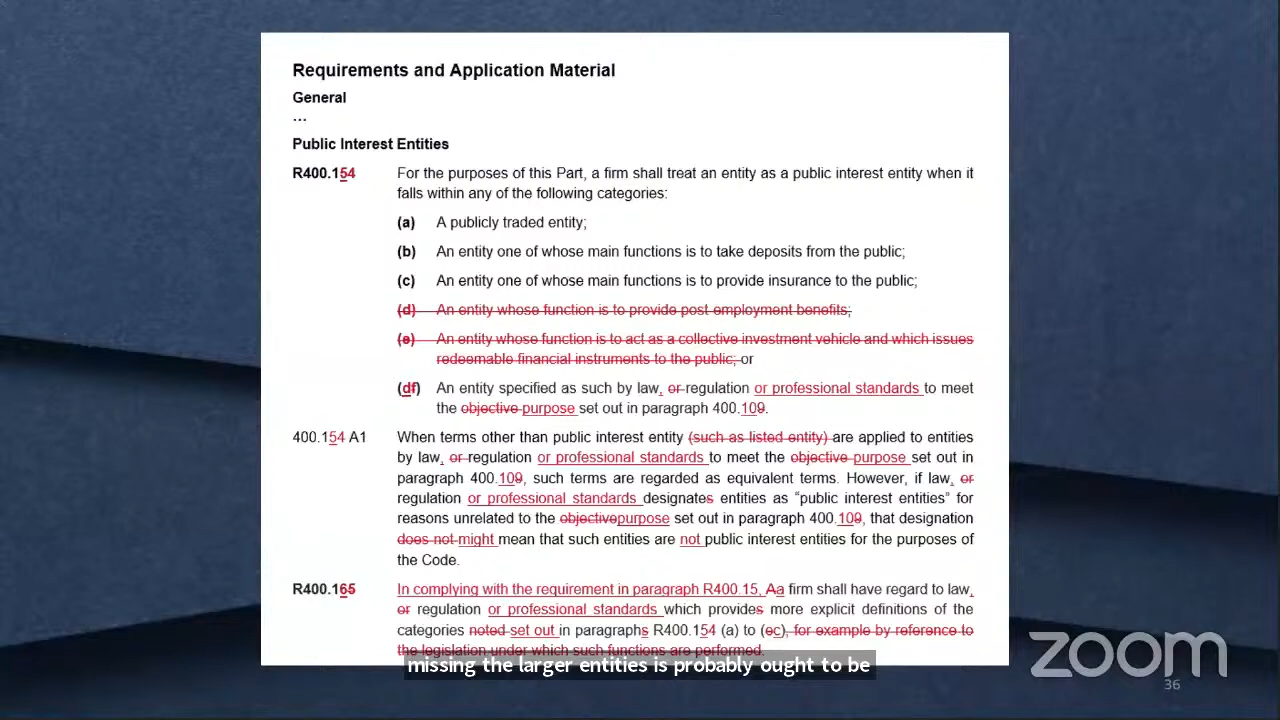 Requirements and Application Material
General
...
Public Interest Entities
R400.154 For the purposes of this Part, a firm shall treat an entity as a public interest entity when it
falls within any of the following categories:
(a) A publicly traded entity;
(b) An entity one of whose main functions is to take deposits from the public;
(c) An entity one of whose main functions is to provide insurance to the public;
(d) An entity whose function is to provide post employment benefits;
(e) An entity whose function is to act as a collective investment vehicle and which issues
redeemable financial instruments to the public; or
(df) An entity specified as such by law, or regulation or professional standards to meet
the objective purpose set out in paragraph 400.109.
400.154 A1 When terms other than public interest entity (such as listed entity) are applied to entities
by law, or regulation or professional standards to meet the objective purpose set out in
paragraph 400.109, such terms are regarded as equivalent terms. However, if law, or
regulation or professional standards designates entities as “public interest entities” for
reasons unrelated to the objectivepurpose set out in paragraph 400.109, that designation
does not might mean that such entities are not public interest entities for the purposes of
the Code.
R400.165 In complying with the requirement in paragraph R400.15, Aa firm shall have regard to law,
or regulation or professional standards which provides more explicit definitions of the
categories noted set out in paragraphs R400.154 (a) to (ec), for example by reference to
the legislation under which such functions are performed.
missing the larger entities is probably ought to be
zoom
36